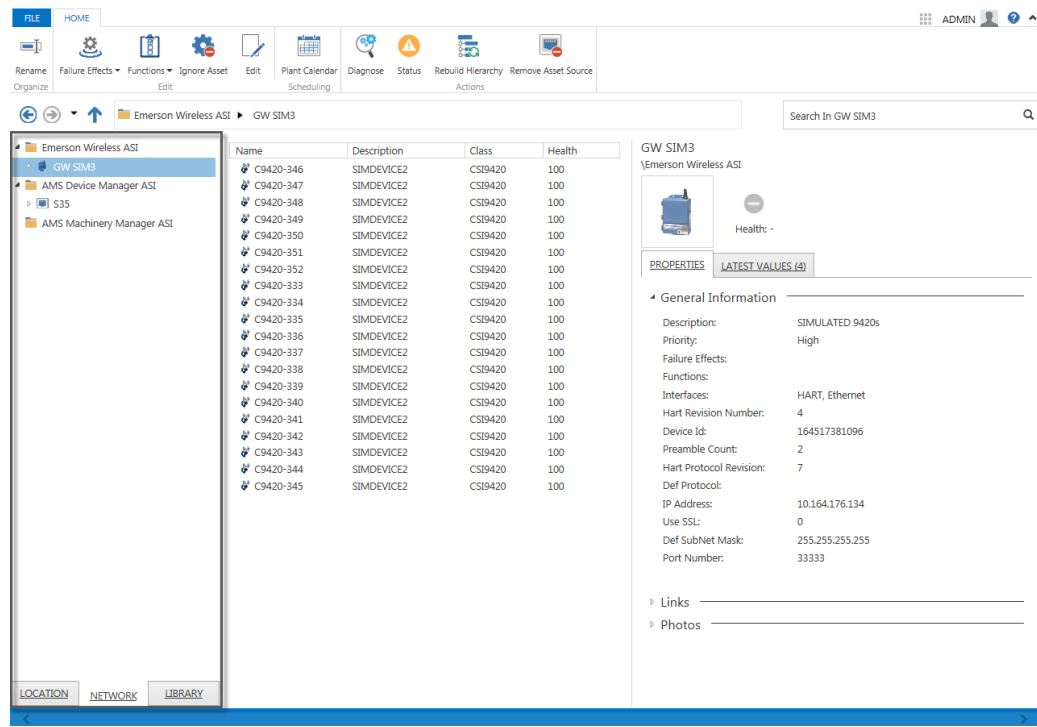 FILE HOME ADMIN
Rename Failure Effects Functions Ignore Asset Edit Plant Calendar Diagnose Status Rebuild Hierarchy Remove Asset Source
Organize Edit Scheduling Actions
Emerson Wireless ASI GW SIM3 Search In GW SIM3
Emerson Wireless ASI
GW SIM3
AMS Device Manager ASI
S35
AMS Machinery Manager ASI
LOCATION NETWORK LIBRARY
Name Description Class Health
C9420-346 SIMDEVICE2 CSI9420 100
C9420-347 SIMDEVICE2 CSI9420 100
C9420-348 SIMDEVICE2 CSI9420 100
C9420-349 SIMDEVICE2 CSI9420 100
C9420-350 SIMDEVICE2 CSI9420 100
C9420-351 SIMDEVICE2 CSI9420 100
C9420-352 SIMDEVICE2 CSI9420 100
C9420-333 SIMDEVICE2 CSI9420 100
C9420-334 SIMDEVICE2 CSI9420 100
C9420-335 SIMDEVICE2 CSI9420 100
C9420-336 SIMDEVICE2 CSI9420 100
C9420-337 SIMDEVICE2 CSI9420 100
C9420-338 SIMDEVICE2 CSI9420 100
C9420-339 SIMDEVICE2 CSI9420 100
C9420-340 SIMDEVICE2 CSI9420 100
C9420-341 SIMDEVICE2 CSI9420 100
C9420-342 SIMDEVICE2 CSI9420 100
C9420-343 SIMDEVICE2 CSI9420 100
C9420-344 SIMDEVICE2 CSI9420 100
C9420-345 SIMDEVICE2 CSI9420 100
GW SIM3
\Emerson Wireless ASI
Health: -
PROPERTIES LATEST VALUES (4)
General Information
Description: SIMULATED 9420s
Priority: High
Failure Effects:
Functions:
Interfaces: HART, Ethernet
Hart Revision Number: 4
Device Id: 164517381096
Preamble Count: 2
Hart Protocol Revision: 7
Def Protocol:
IP Address: 10.164.176.134
Use SSL: 0
Def SubNet Mask: 255.255.255.255
Port Number: 33333
Links
Photos